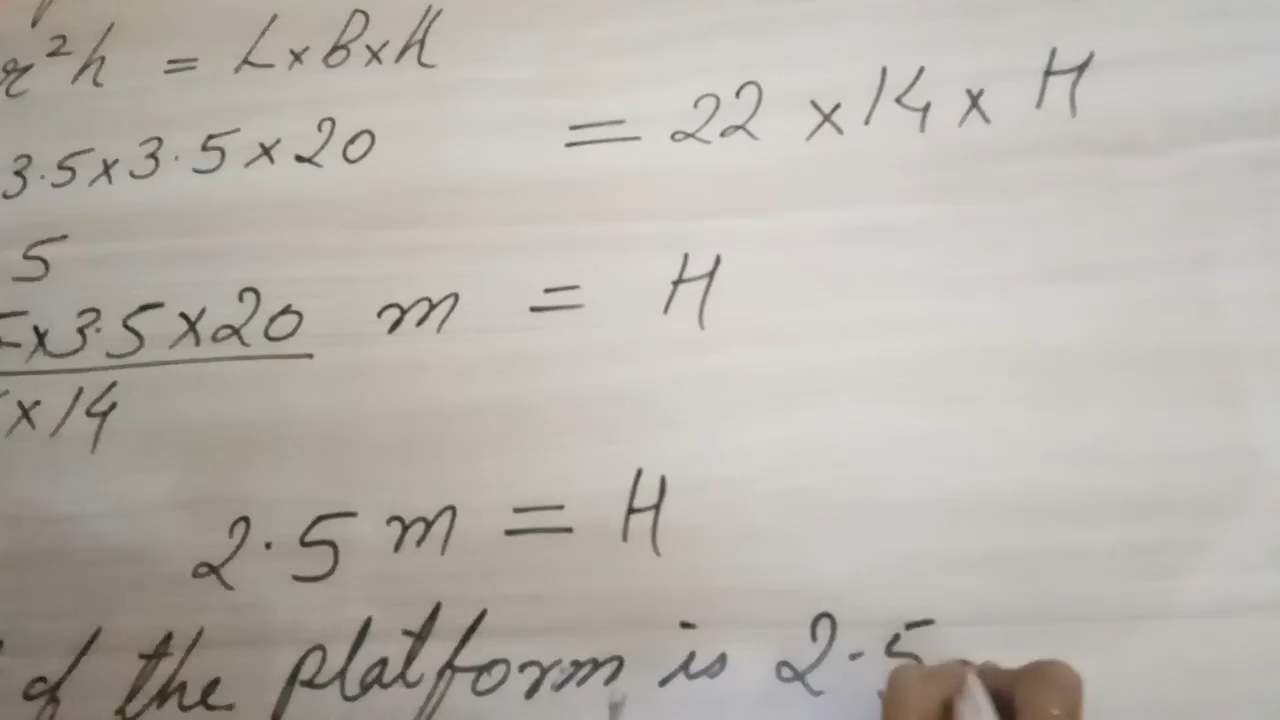 r²h = L×B×H
3.5×3.5×20 = 22 ×14 × H
5
×3.5×20 m = H
×14
2.5 m = H
of the platform is 2.5